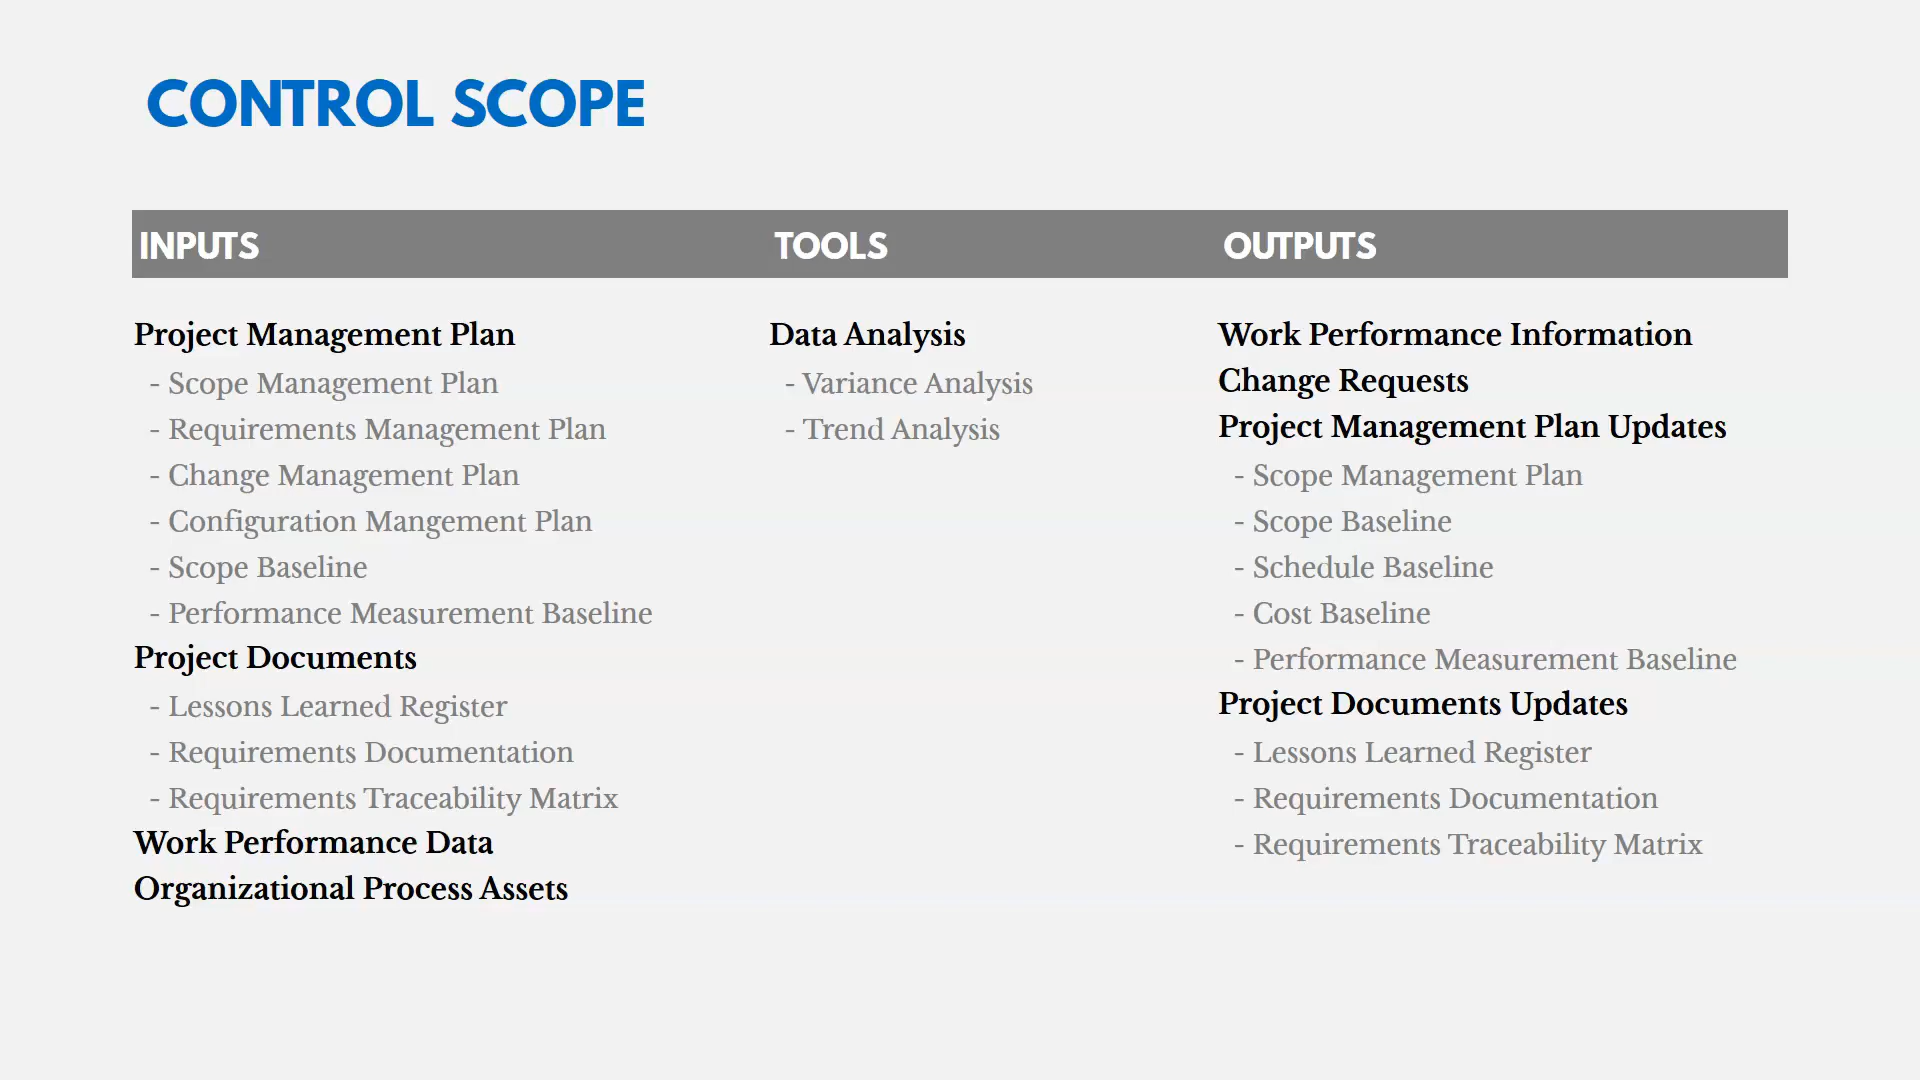 CONTROL SCOPE
INPUTS
Project Management Plan
- Scope Management Plan
- Requirements Management Plan
- Change Management Plan
- Configuration Mangement Plan
- Scope Baseline
- Performance Measurement Baseline
Project Documents
- Lessons Learned Register
- Requirements Documentation
- Requirements Traceability Matrix
Work Performance Data
Organizational Process Assets
TOOLS
Data Analysis
- Variance Analysis
- Trend Analysis
OUTPUTS
Work Performance Information
Change Requests
Project Management Plan Updates
- Scope Management Plan
- Scope Baseline
- Schedule Baseline
- Cost Baseline
- Performance Measurement Baseline
Project Documents Updates
- Lessons Learned Register
- Requirements Documentation
- Requirements Traceability Matrix